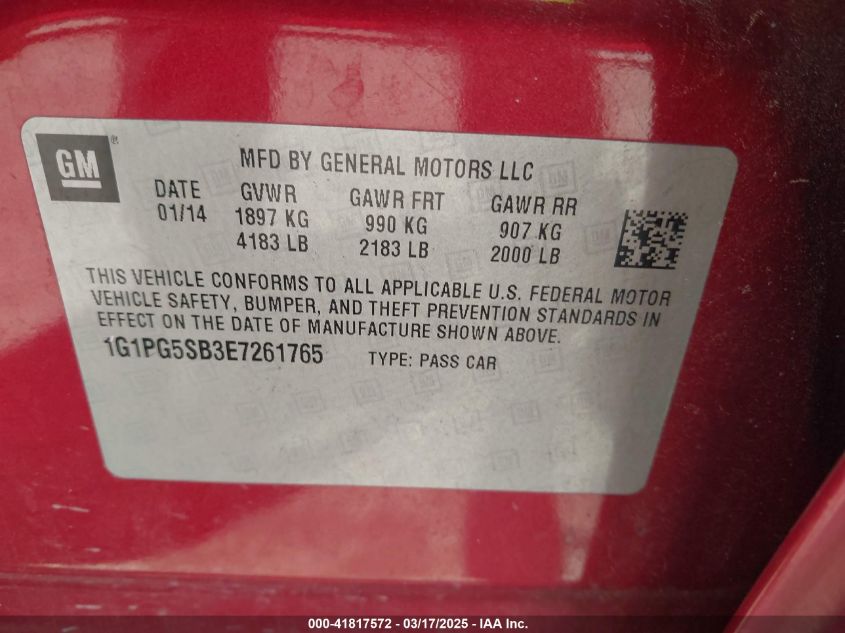 GM®
MFD BY GENERAL MOTORS LLC
DATE GVWR GAWR FRT GAWR RR
01/14 1897 KG 990 KG 907 KG
4183 LB 2183 LB 2000 LB
THIS VEHICLE CONFORMS TO ALL APPLICABLE U.S. FEDERAL MOTOR
VEHICLE SAFETY, BUMPER, AND THEFT PREVENTION STANDARDS IN
EFFECT ON THE DATE OF MANUFACTURE SHOWN ABOVE.
1G1PG5SB3E7261765 TYPE: PASS CAR
000-41817572 — 03/17/2025 - IAA Inc.